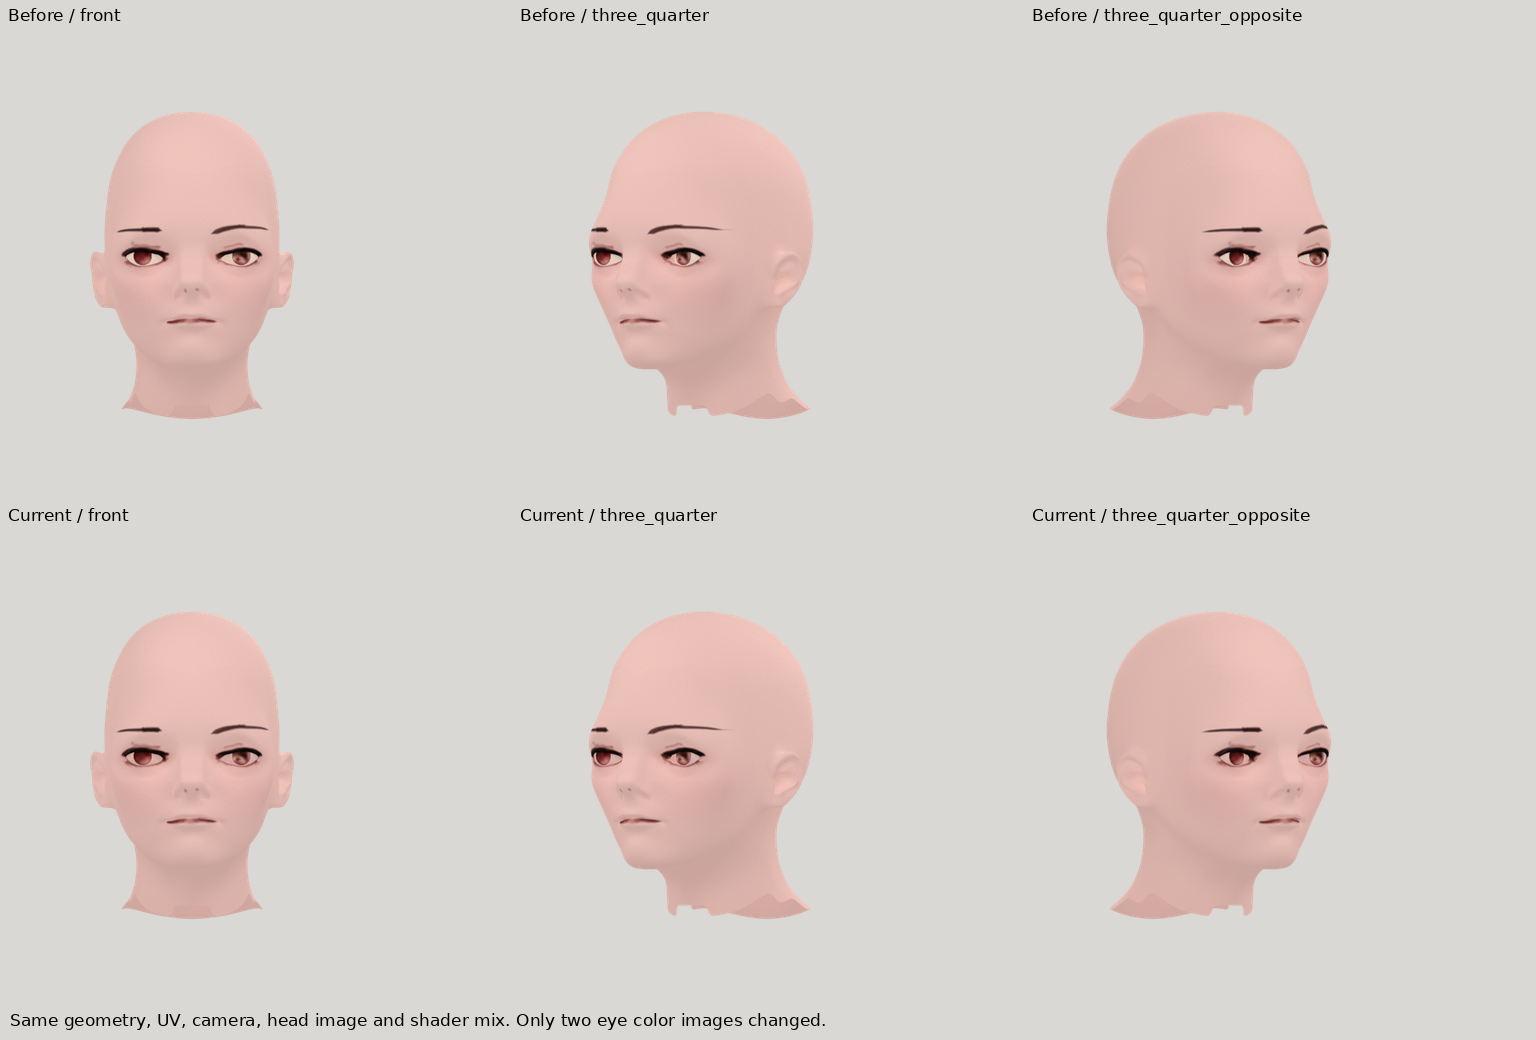 Before / front
Before / three_quarter
Before / three_quarter_opposite
Current / front
Current / three_quarter
Current / three_quarter_opposite
Same geometry, UV, camera, head image and shader mix. Only two eye color images changed.